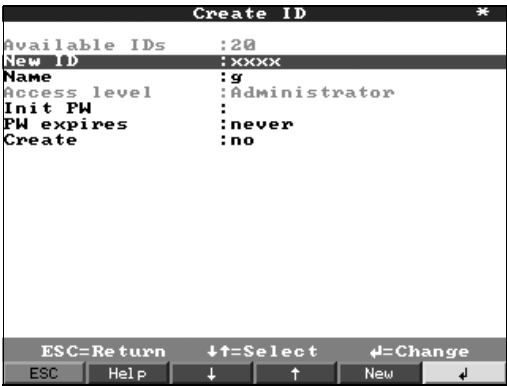 Create ID *
Available IDs :20
New ID :xxxx
Name :g
Access level :Administrator
Init PW :
PW expires :never
Create :no
ESC=Return ↓↑=Select ↲=Change
ESC Help ↓ ↑ New ↲